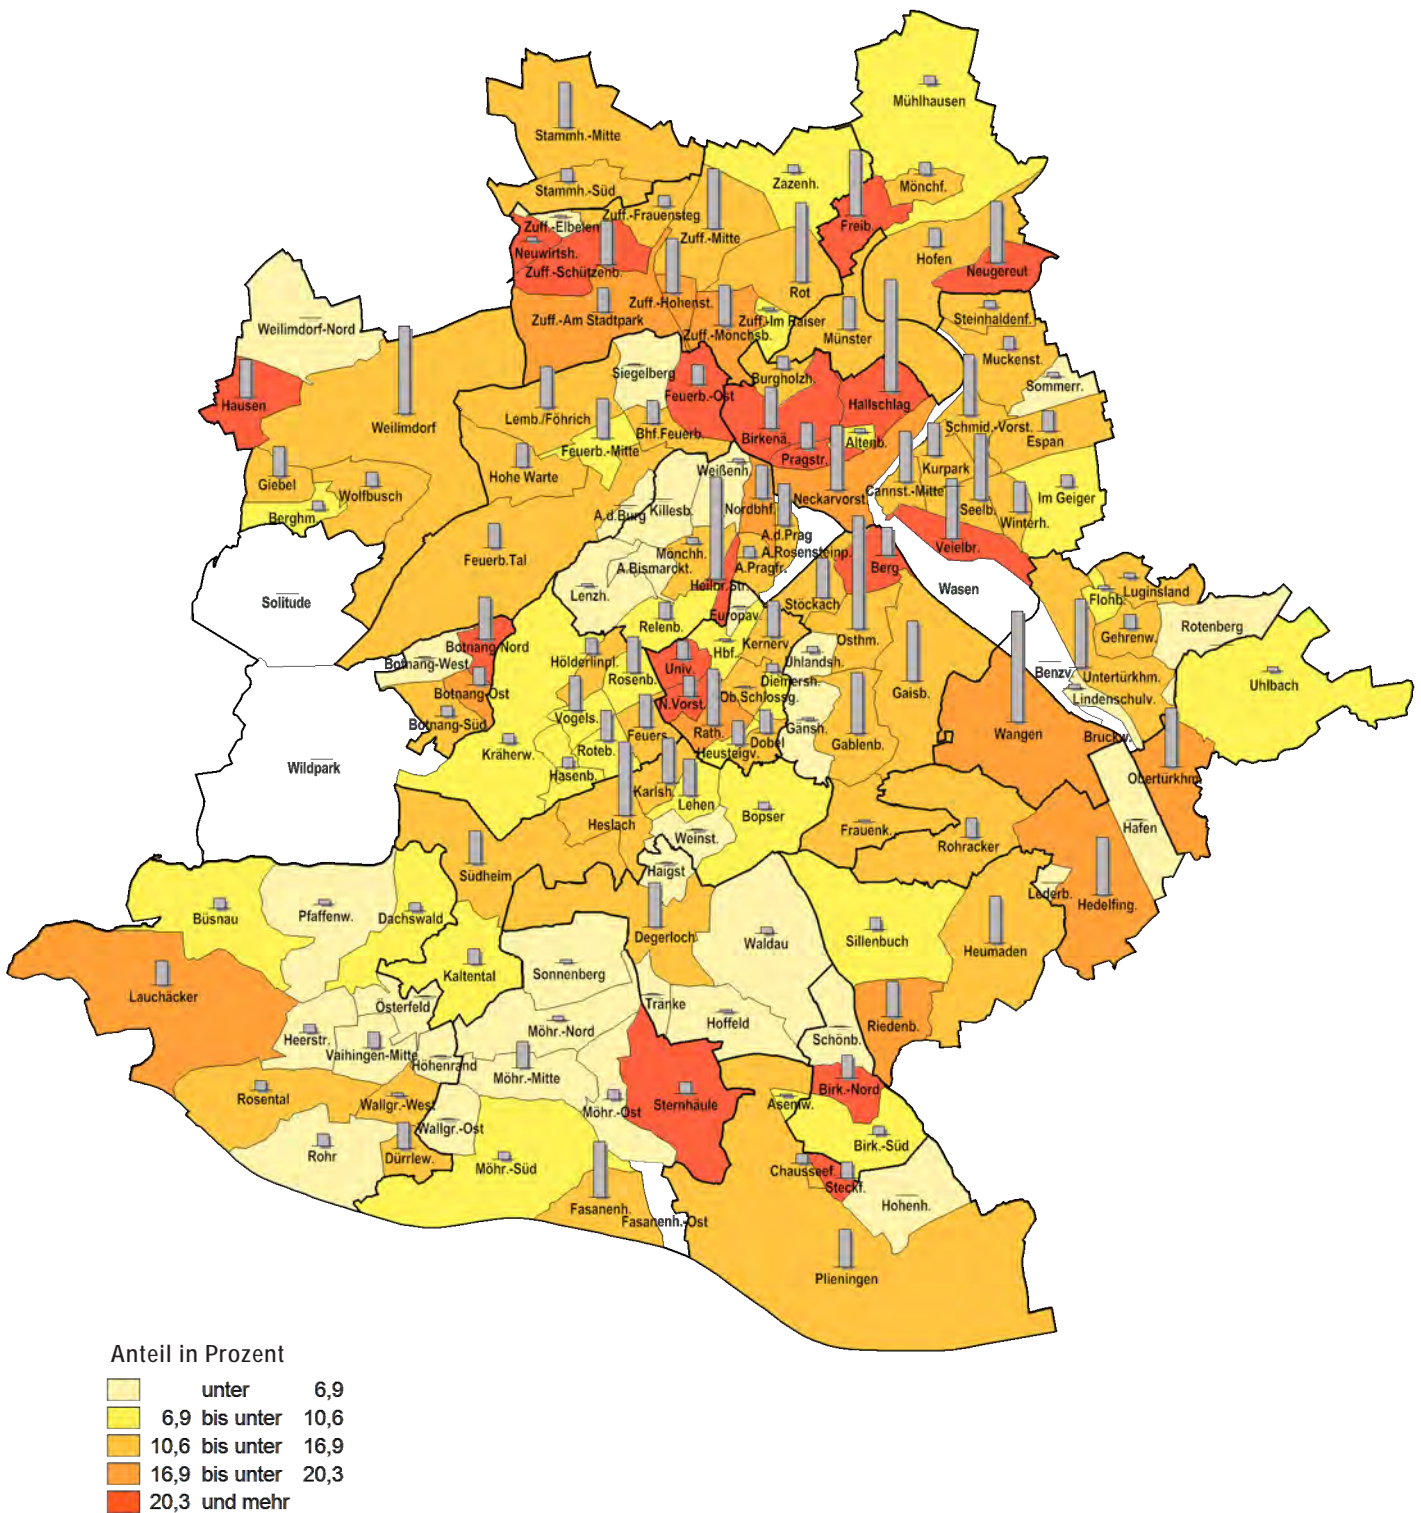 Mühlhausen
Stammh.-Mitte
Zazenh.
Mönchf.
Stammh.-Süd
Zuff.-Frauensteg
Zuff.-Elbelen
Freib.
Zuff.-Mitte
Neuwirtsh.
Hofen
Zuff.-Schützenb.
Neugereut
Rot
Zuff.-Hohenst.
Zuff.-Am Stadtpark
Zuff.-Im Raiser
Steinhaldenf.
Weilimdorf-Nord
Zuff.-Mönchsb.
Münster
Muckenst.
Siegelberg
Burgholzh.
Sommerr.
Feuerb.-Ost
Hausen
Hallschlag
Lemb./Föhrich
Weilimdorf
Schmid.-Vorst.
Bhf.Feuerb.
Birkenä.
Altenb.
Espan
Feuerb.-Mitte
Pragstr.
Hohe Warte
Weißenh.
Kurpark
Giebel
Wolfbusch
Neckarvorst.
Cannst.-Mitte
Im Geiger
Berghm.
A.d.Burg
Killesb.
Nordbhf.
Seelb.
Winterh.
A.d.Prag
Feuerb.Tal
Mönchh.
A.Rosensteinp.
Veielbr.
A.Bismarckt.
A.Pragfr.
Berg
Heilbr.Str.
Wasen
Solitude
Lenzh.
Stöckach
Flohb.
Luginsland
Europav.
Relenb.
Rotenberg
Osthm.
Gehrenw.
Botnang-Nord
Hbf.
Kernerv.
Botnang-West
Hölderlinpl.
Univ.
Uhlandsh.
Benzv.
Untertürkhm.
Rosenb.
Diemersh.
Uhlbach
Botnang-Ost
Ob.Schlossg.
Gaisb.
Lindenschulv.
N.Vorst.
Botnang-Süd
Vogels.
Gänsh.
Rath.
Feuers.
Wangen
Bruckw.
Gablenb.
Dobel
Roteb.
Heusteigv.
Kräherw.
Wildpark
Hasenb.
Obertürkhm.
Karlsh.
Lehen
Bopser
Heslach
Hafen
Frauenk.
Weinst.
Rohracker
Südheim
Haigst
Lederb.
Hedelfing.
Büsnau
Pfaffenw.
Dachswald
Degerloch
Waldau
Sillenbuch
Heumaden
Kaltental
Sonnenberg
Lauchäcker
Österfeld
Tränke
Hoffeld
Riedenb.
Möhr.-Nord
Heerstr.
Schönb.
Vaihingen-Mitte
Höhenrand
Möhr.-Mitte
Birk.-Nord
Rosental
Wallgr.-West
Sternhäule
Asemw.
Möhr.-Ost
Wallgr.-Ost
Birk.-Süd
Rohr
Dürrlew.
Möhr.-Süd
Chausseef.
Steckf.
Hohenh.
Fasanenh.
Fasanenh.-Ost
Plieningen
Anteil in Prozent
unter 6,9
6,9 bis unter 10,6
10,6 bis unter 16,9
16,9 bis unter 20,3
20,3 und mehr